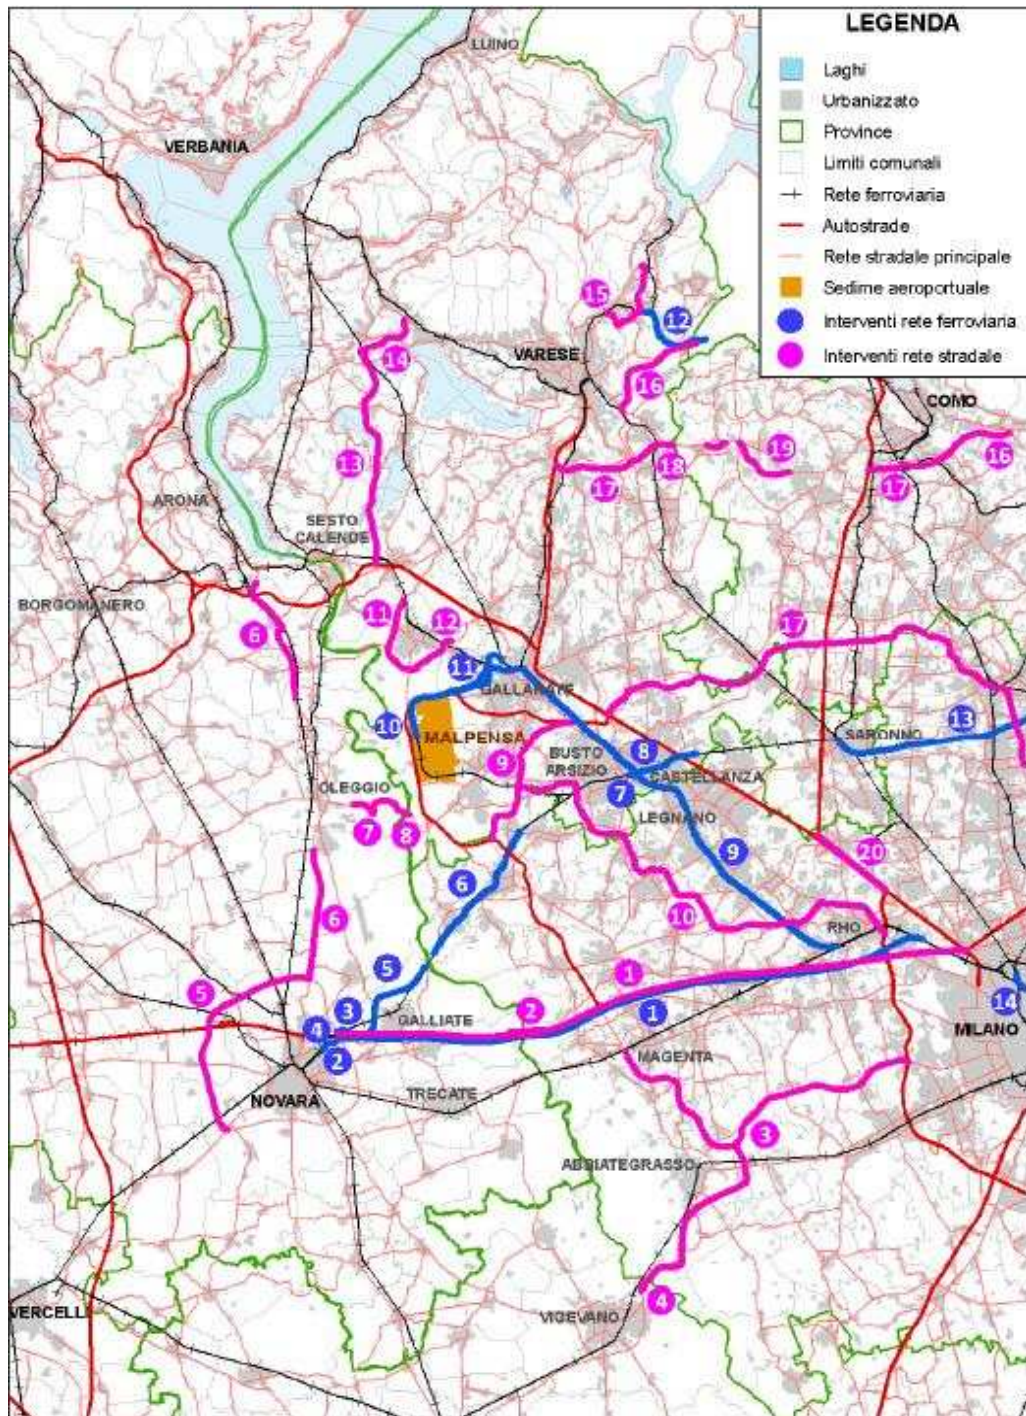 LEGENDA
Laghi
Urbanizzato
Province
Limiti comunali
Rete ferroviaria
Autostrade
Rete stradale principale
Sedime aeroportuale
Interventi rete ferroviaria
Interventi rete stradale
LUINO
VERBANIA
15
12
14
VARESE
16
COMO
13
19
18
16
17
17
ARONA
SESTO
CALENDE
BORGOMANERO
11
12
6
17
11
GALLARATE
10
13
MALPENSA
SARONNO
9
BUSTO
ARSIZIO
8
CASTELLANZA
OLEGGIO
7
LEGNANO
7
8
20
9
6
6
10
RHO
5
1
5
3
2
1
14
4
GALLIATE
MILANO
2
MAGENTA
NOVARA
TRECATE
3
ABBIATEGRASSO
4
VIGEVANO
VERCELLI